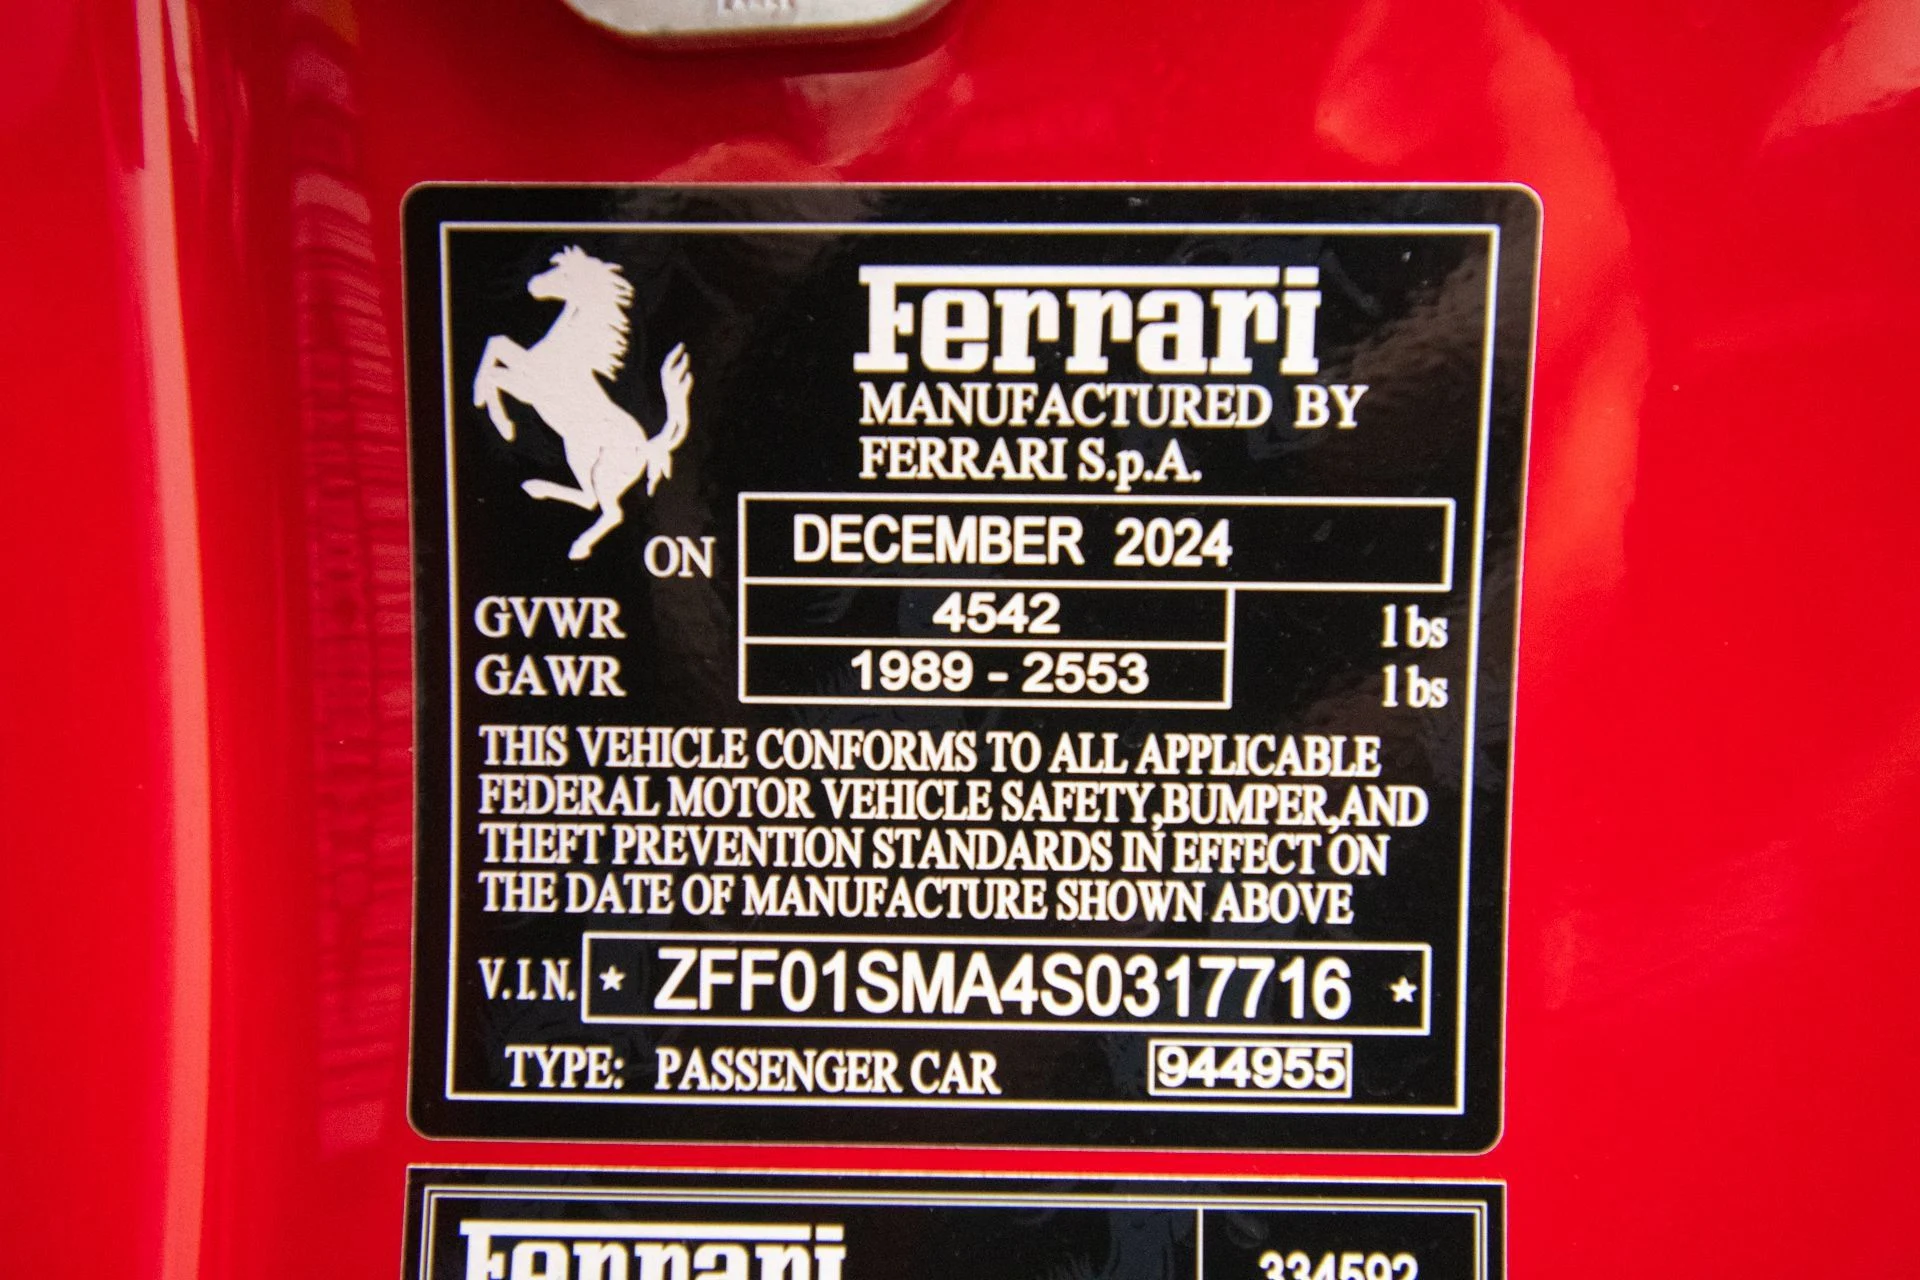 Ferrari
MANUFACTURED BY
FERRARI S.p.A.
ON DECEMBER 2024
GVWR 4542 lbs
GAWR 1989 - 2553 lbs
THIS VEHICLE CONFORMS TO ALL APPLICABLE
FEDERAL MOTOR VEHICLE SAFETY,BUMPER,AND
THEFT PREVENTION STANDARDS IN EFFECT ON
THE DATE OF MANUFACTURE SHOWN ABOVE
V.I.N. ★ ZFF01SMA4S0317716 ★
TYPE: PASSENGER CAR 944955
Ferrari 334592